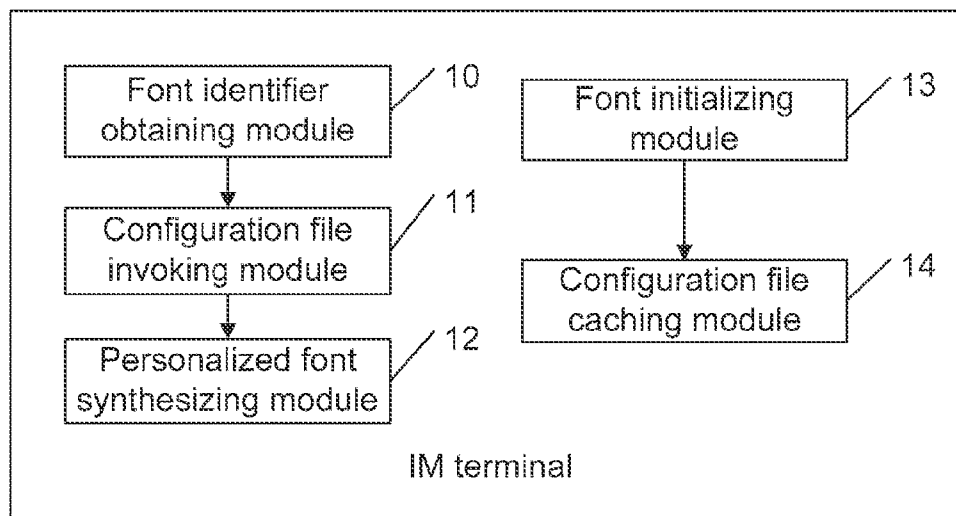 Font identifier
obtaining module
10
Configuration file
invoking module
11
Personalized font
synthesizing module
12
Font initializing
module
13
Configuration file
caching module
14
IM terminal